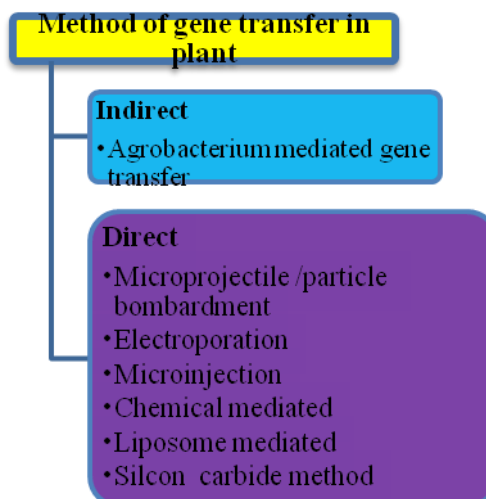 Method of gene transfer in
plant
Indirect
•Agrobacterium mediated gene
transfer
Direct
•Microprojectile /particle
bombardment
•Electroporation
•Microinjection
•Chemical mediated
•Liposome mediated
•Silcon carbide method